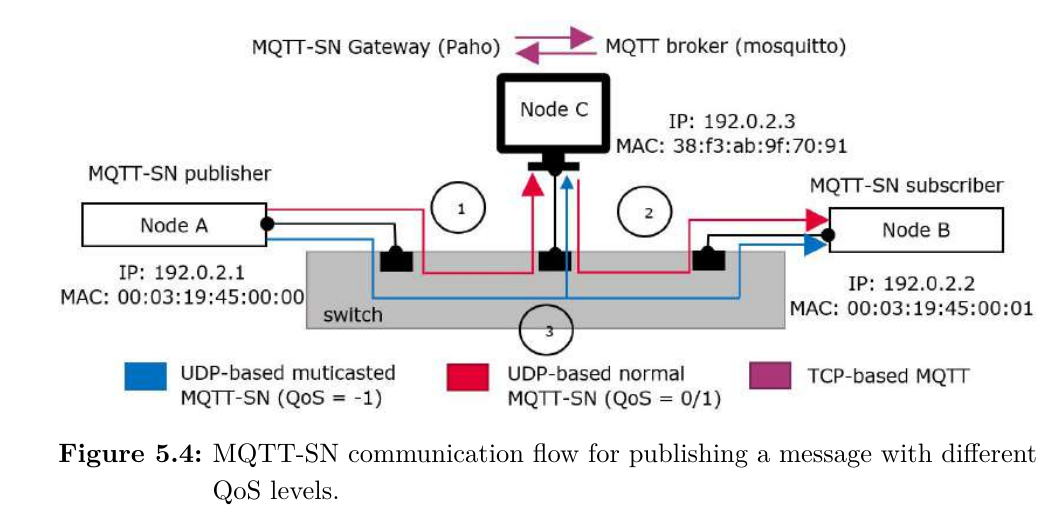 MQTT-SN Gateway (Paho)
MQTT broker (mosquitto)
Node C
IP: 192.0.2.3
MAC: 38:f3:ab:9f:70:91
MQTT-SN publisher
MQTT-SN subscriber
1
2
Node A
Node B
IP: 192.0.2.1
MAC: 00:03:19:45:00:00
IP: 192.0.2.2
MAC: 00:03:19:45:00:01
switch
3
UDP-based muticasted
MQTT-SN (QoS = -1)
UDP-based normal
MQTT-SN (QoS = 0/1)
TCP-based MQTT
Figure 5.4: MQTT-SN communication flow for publishing a message with different
QoS levels.